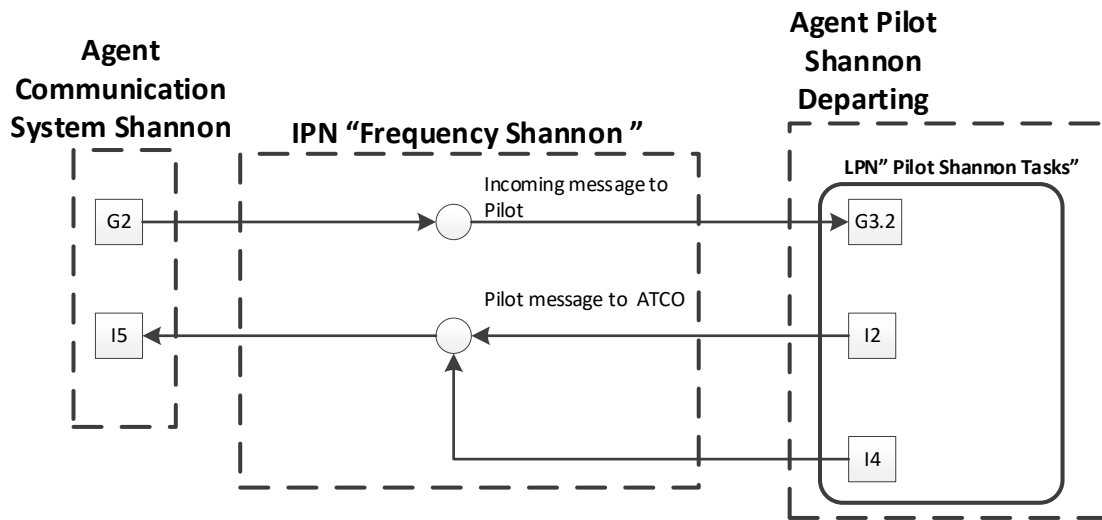 Agent
Communication
System Shannon
IPN “Frequency Shannon ”
Agent Pilot
Shannon
Departing
LPN” Pilot Shannon Tasks”
G2
Incoming message to
Pilot
G3.2
I5
Pilot message to  ATCO
I2
I4